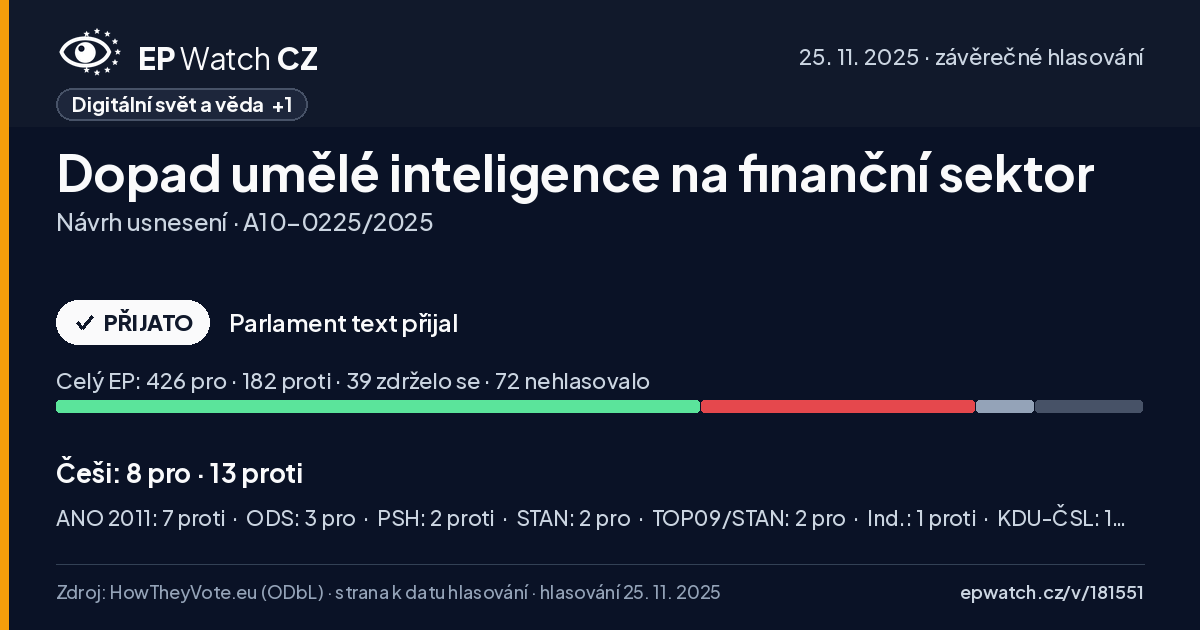 EP Watch CZ
25. 11. 2025 · závěrečné hlasování
Digitální svět a věda +1
Dopad umělé inteligence na finanční sektor
Návrh usnesení · A10–0225/2025
✓ PŘIJATO
Parlament text přijal
Celý EP: 426 pro · 182 proti · 39 zdrželo se · 72 nehlasovalo
Češi: 8 pro · 13 proti
ANO 2011: 7 proti · ODS: 3 pro · PSH: 2 proti · STAN: 2 pro · TOP09/STAN: 2 pro · Ind.: 1 proti · KDU-ČSL: 1…
Zdroj: HowTheyVote.eu (ODbL) · strana k datu hlasování · hlasování 25. 11. 2025
epwatch.cz/v/181551